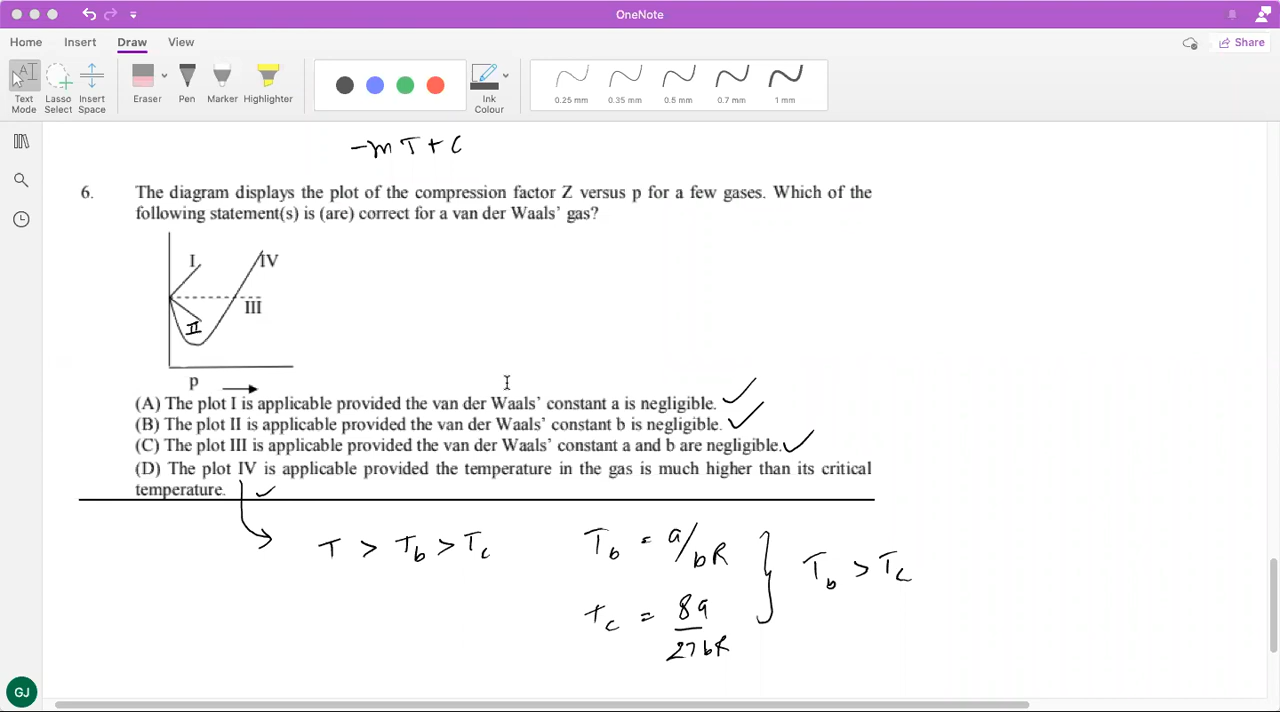 OneNote
Home Insert Draw View
Share
Text Mode
Lasso Select
Insert Space
Eraser
Pen
Marker
Highlighter
Ink Colour
0.25 mm
0.35 mm
0.5 mm
0.7 mm
1 mm
-mT+C
6. The diagram displays the plot of the compression factor Z versus p for a few gases. Which of the
following statement(s) is (are) correct for a van der Waals' gas?
I
IV
III
II
p
(A) The plot I is applicable provided the van der Waals' constant a is negligible.
(B) The plot II is applicable provided the van der Waals' constant b is negligible.
(C) The plot III is applicable provided the van der Waals' constant a and b are negligible.
(D) The plot IV is applicable provided the temperature in the gas is much higher than its critical
temperature.
T > Tb > Tc
Tb = a/bR
Tc = 8a/27bR
Tb > Tc
GJ